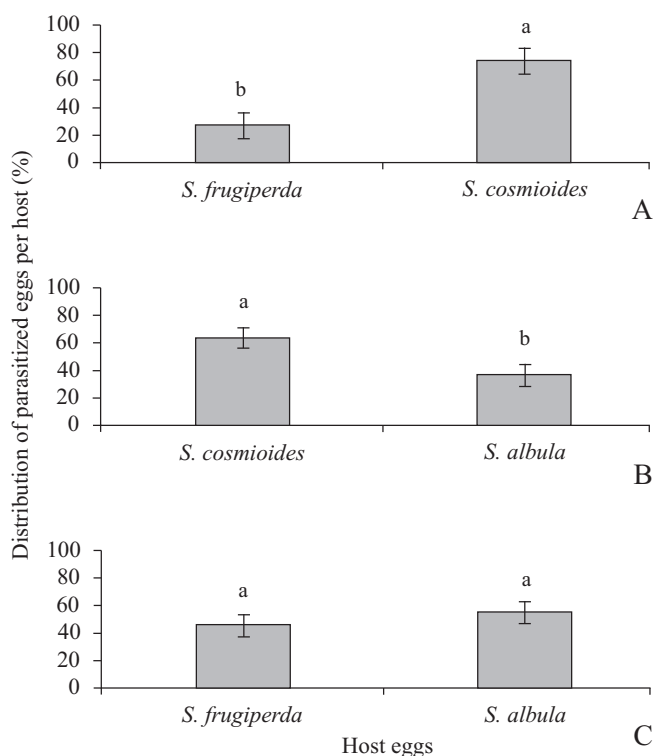 Distribution of parasitized eggs per host (%)
100
80
60
40
20
0
b
a
S. frugiperda
S. cosmioides
A
100
80
60
40
20
0
a
b
S. cosmioides
S. albula
B
100
80
60
40
20
0
a
a
S. frugiperda
S. albula
C
Host eggs